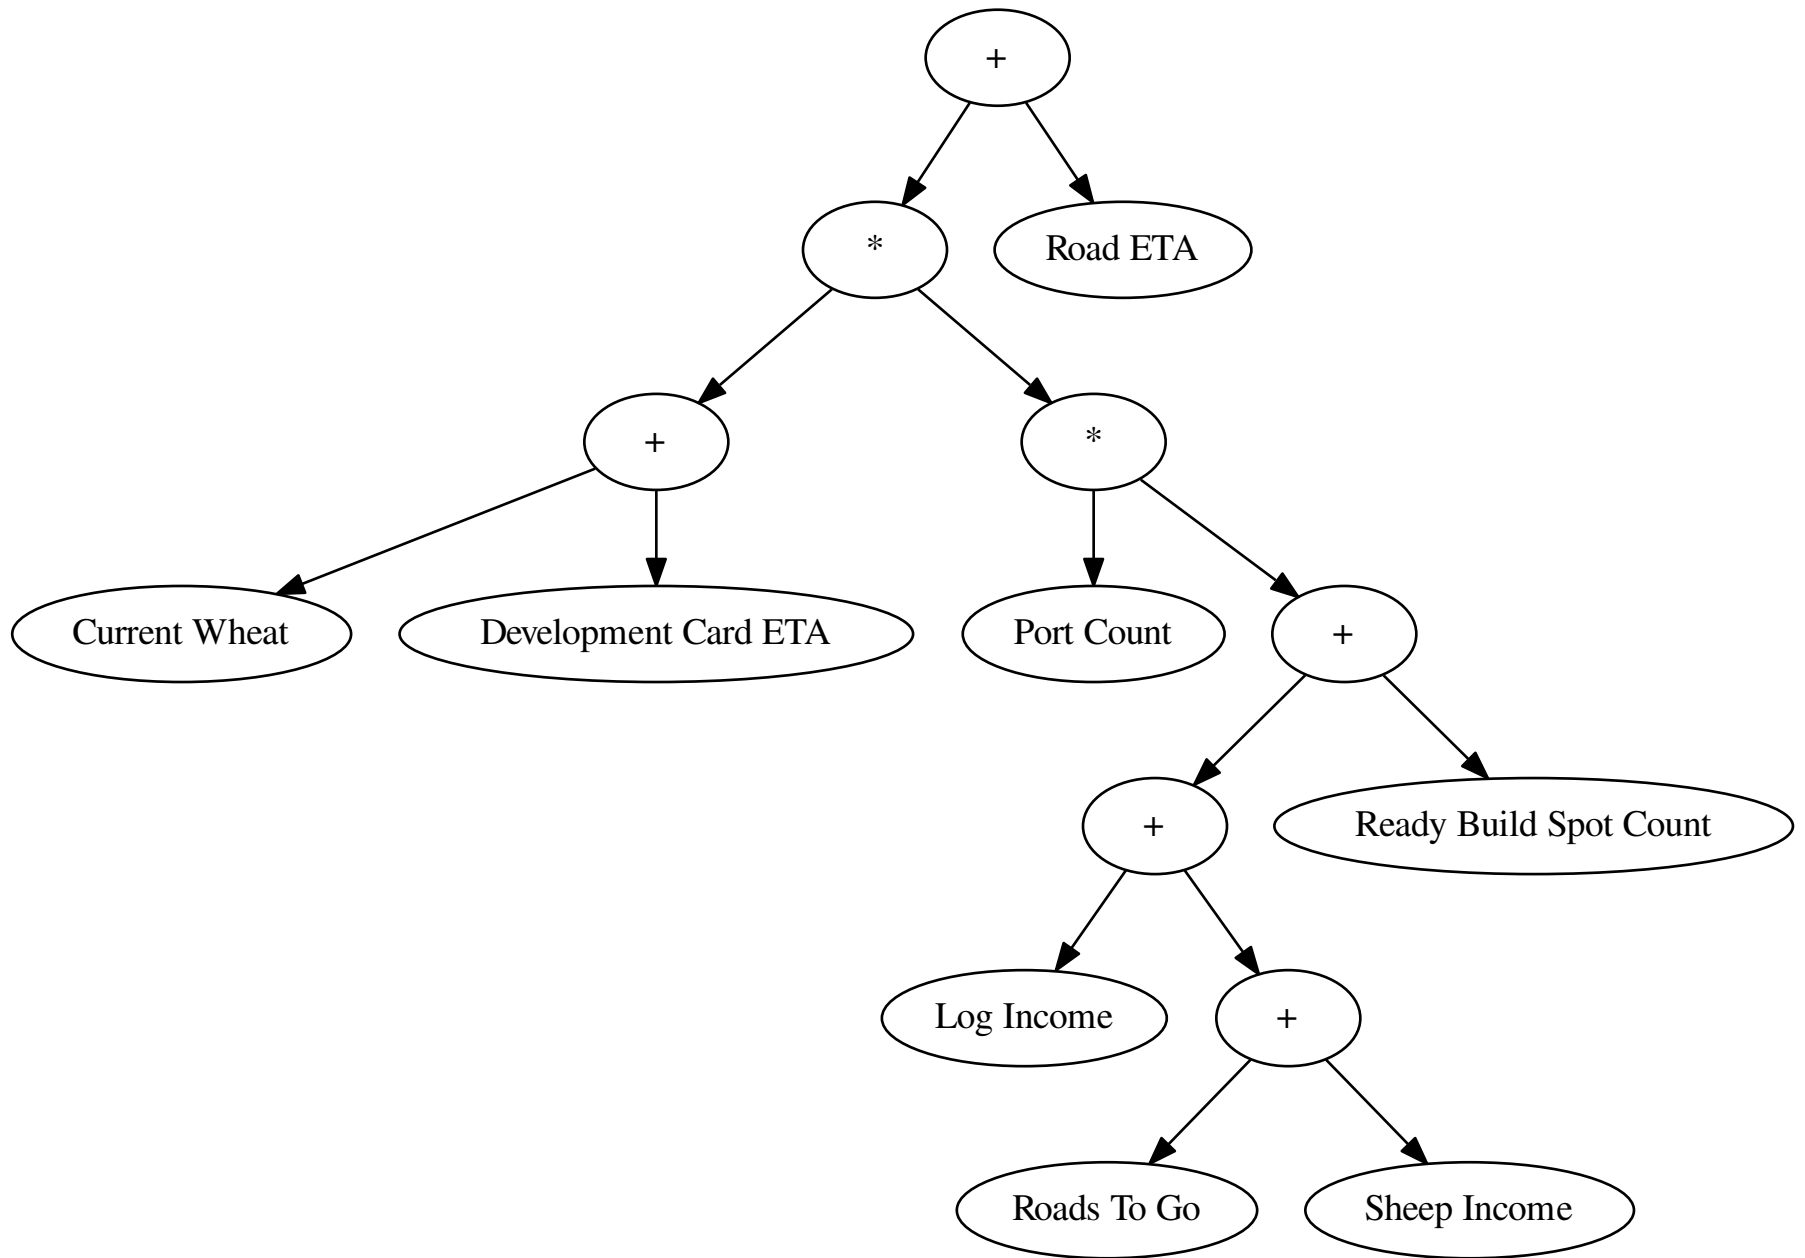 +
*
Road ETA
+
*
Current Wheat
Development Card ETA
Port Count
+
+
Ready Build Spot Count
Log Income
+
Roads To Go
Sheep Income